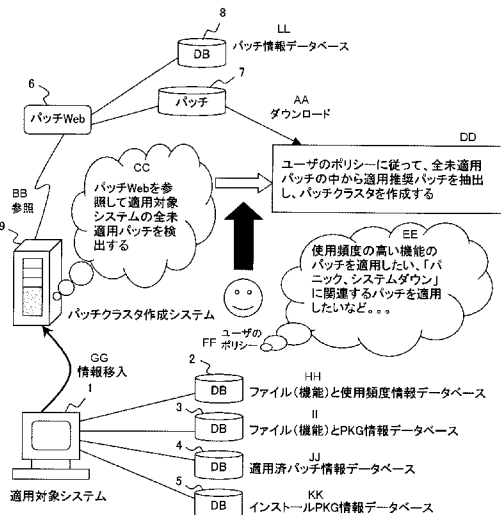 8
LL
DB
パッチ情報データベース
6
7
パッチWeb
パッチ
AA
ダウンロード
DD
ユーザのポリシーに従って、全未適用
パッチの中から適用推奨パッチを抽出
し、パッチクラスタを作成する
CC
パッチWebを参
照して適用対象
システムの全未
適用パッチを検
出する
BB
参照
9
EE
使用頻度の高い機能の
パッチを適用したい、「パ
ニック、システムダウン」
に関連するパッチを適用
したいなど。。。
パッチクラスタ作成システム
FF
ユーザの
ポリシー
GG
情報移入
1
2
HH
DB
ファイル(機能)と使用頻度情報データベース
3
II
DB
ファイル(機能)とPKG情報データベース
4
JJ
DB
適用済パッチ情報データベース
5
KK
DB
インストールPKG情報データベース
適用対象システム